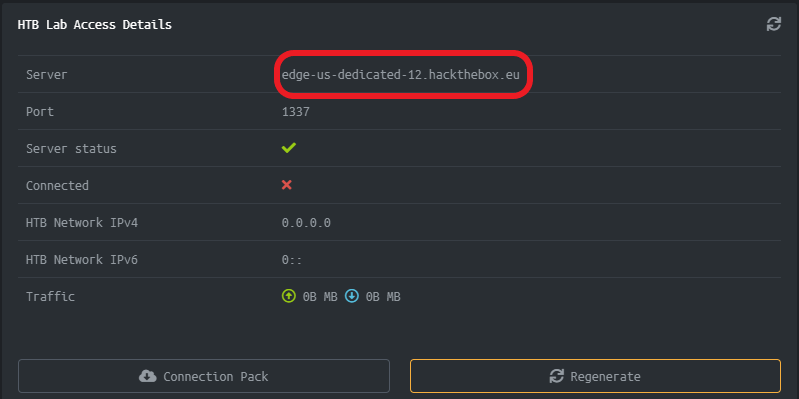 HTB Lab Access Details
Server edge-us-dedicated-12.hackthebox.eu
Port 1337
Server status
Connected
HTB Network IPv4 0.0.0.0
HTB Network IPv6 0::
Traffic 0B MB 0B MB
Connection Pack Regenerate